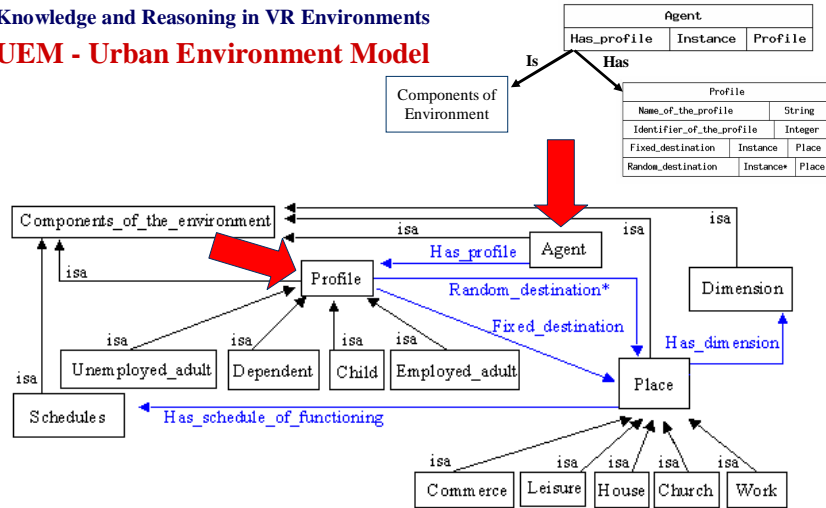 Knowledge and Reasoning in VR Environments
UEM - Urban Environment Model
Agent
Has_profile Instance Profile
Is Has
Components of
Environment
Profile
Name_of_the_profile String
Identifier_of_the_profile Integer
Fixed_destination Instance Place
Random_destination Instance* Place
Components_of_the_environment
isa
isa
isa
Has_profile
Agent
isa
Profile
Random_destination*
Dimension
Fixed_destination
Has_dimension
isa
isa
isa
isa
Unemployed_adult
Dependent
Child
Employed_adult
Place
isa
Schedules
Has_schedule_of_functioning
isa
isa
isa
isa
isa
Commerce
Leisure
House
Church
Work